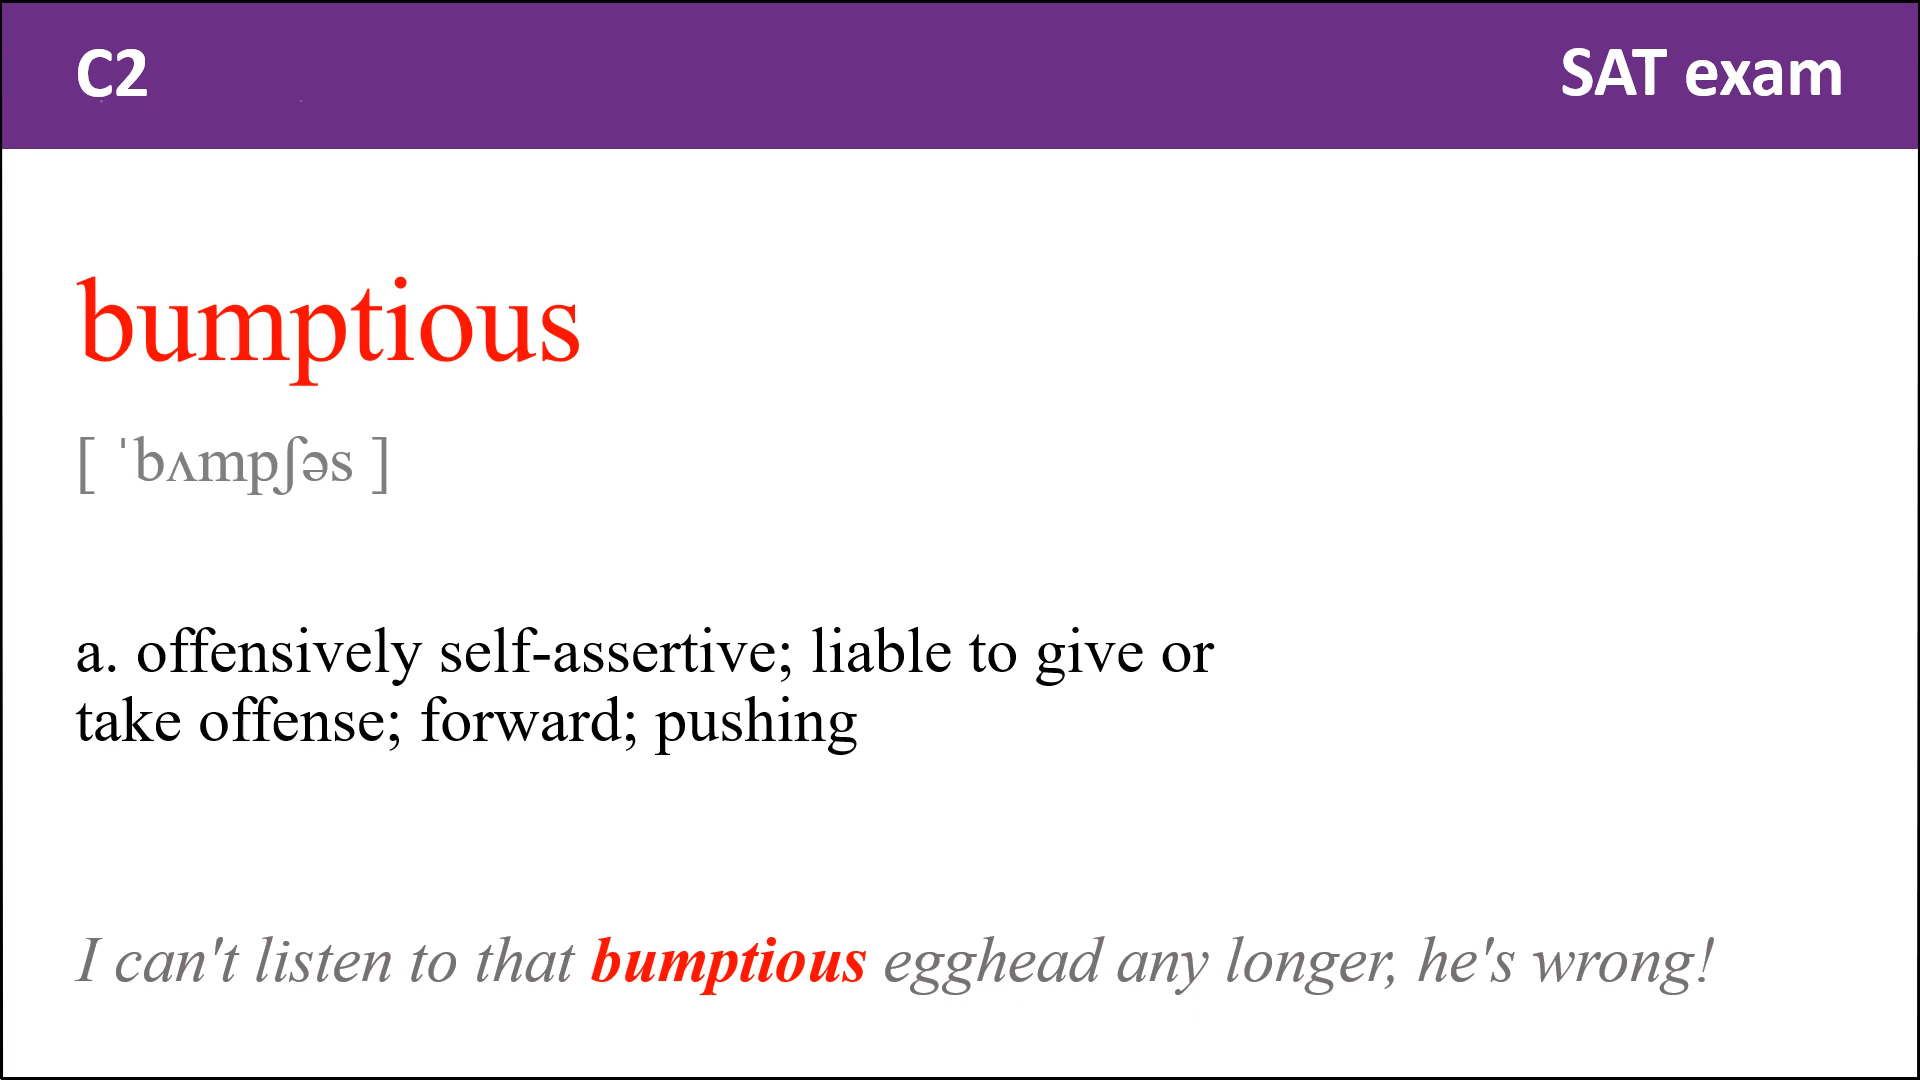 C2 SAT exam
bumptious
[ ˈbʌmpʃəs ]
a. offensively self-assertive; liable to give or
take offense; forward; pushing
I can't listen to that bumptious egghead any longer, he's wrong!